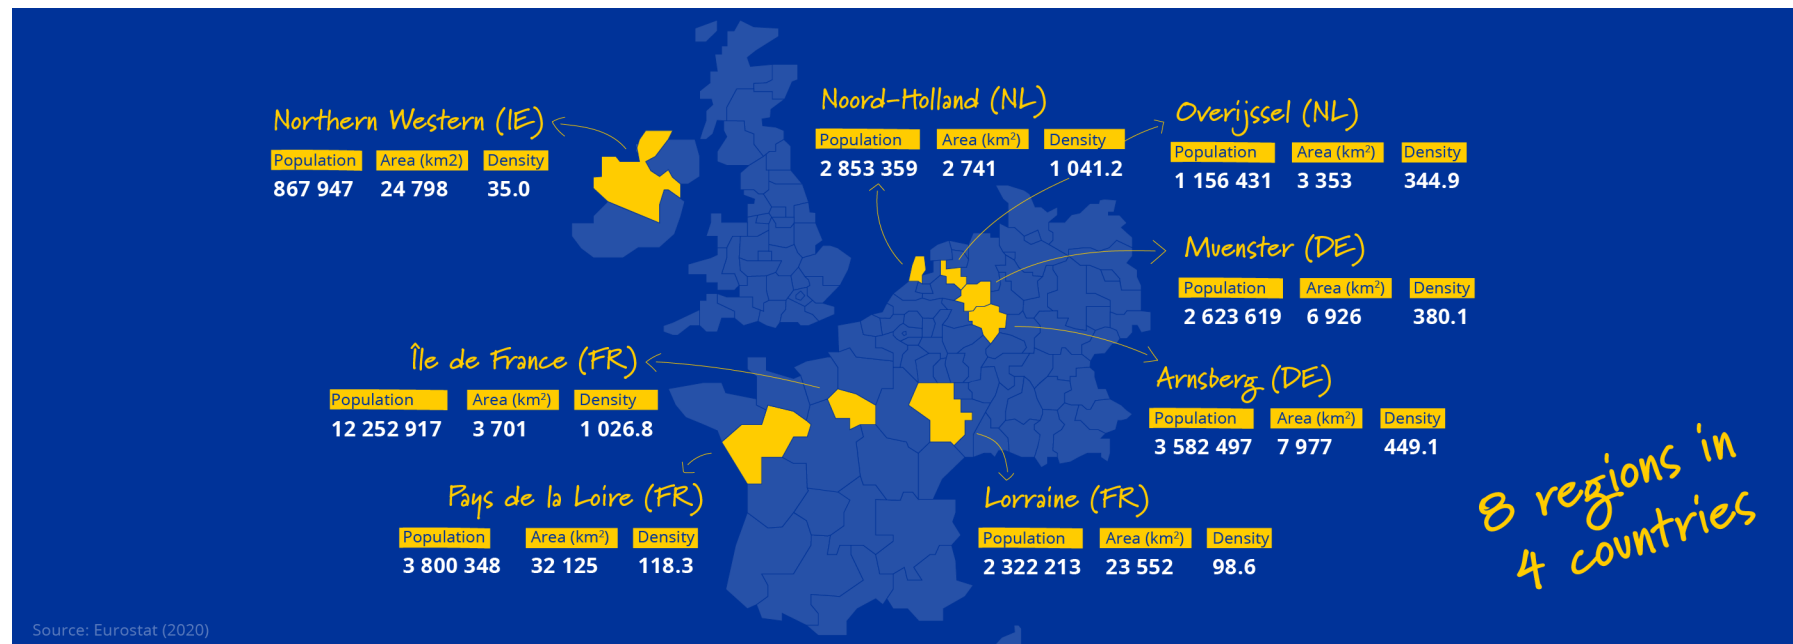 Northern Western (IE)
Population Area (km2) Density
867 947 24 798 35.0
Noord-Holland (NL)
Population Area (km²) Density
2 853 359 2 741 1 041.2
Overijssel (NL)
Population Area (km²) Density
1 156 431 3 353 344.9
Muenster (DE)
Population Area (km²) Density
2 623 619 6 926 380.1
Île de France (FR)
Population Area (km²) Density
12 252 917 3 701 1 026.8
Arnsberg (DE)
Population Area (km²) Density
3 582 497 7 977 449.1
Pays de la Loire (FR)
Population Area (km²) Density
3 800 348 32 125 118.3
Lorraine (FR)
Population Area (km²) Density
2 322 213 23 552 98.6
8 regions in
4 countries
Source: Eurostat (2020)